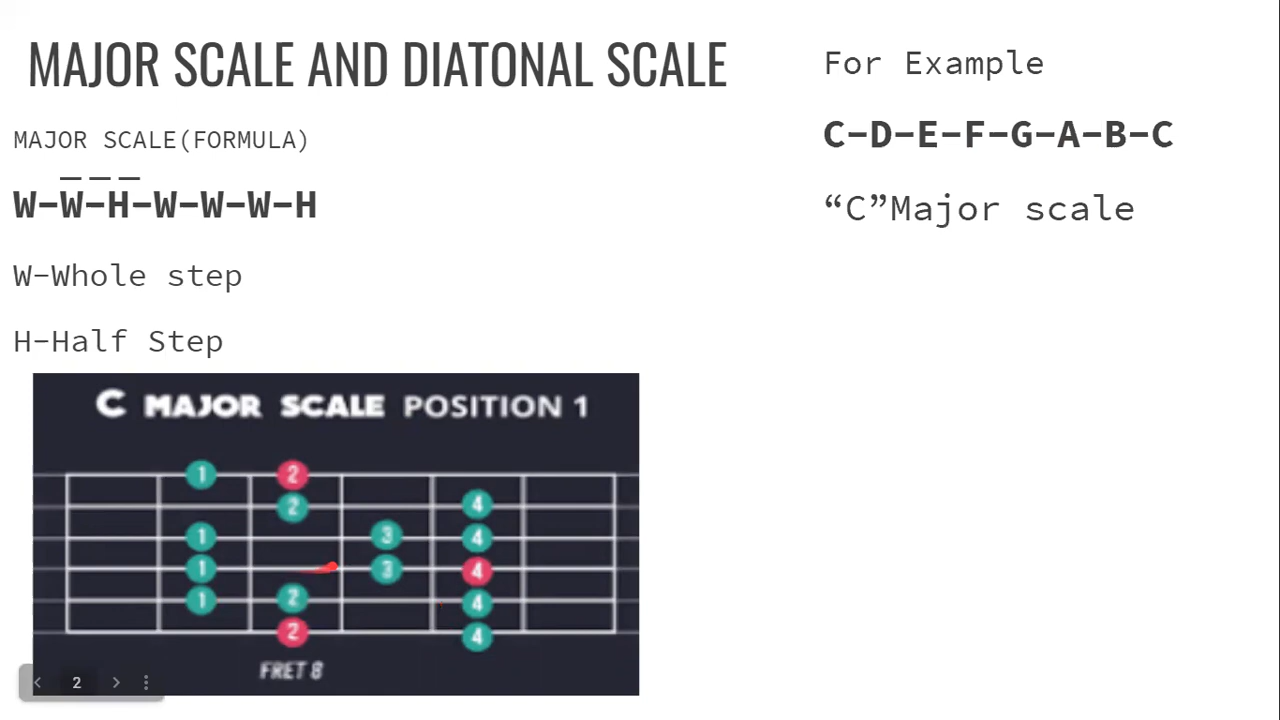 MAJOR SCALE AND DIATONAL SCALE
MAJOR SCALE(FORMULA)
W-W-H-W-W-W-H
W-Whole step
H-Half Step
For Example
C-D-E-F-G-A-B-C
“C”Major scale
C MAJOR SCALE POSITION 1
1 2
2 4
1 3 4
1 3 4
1 2 4
2 4
FRET 8
2